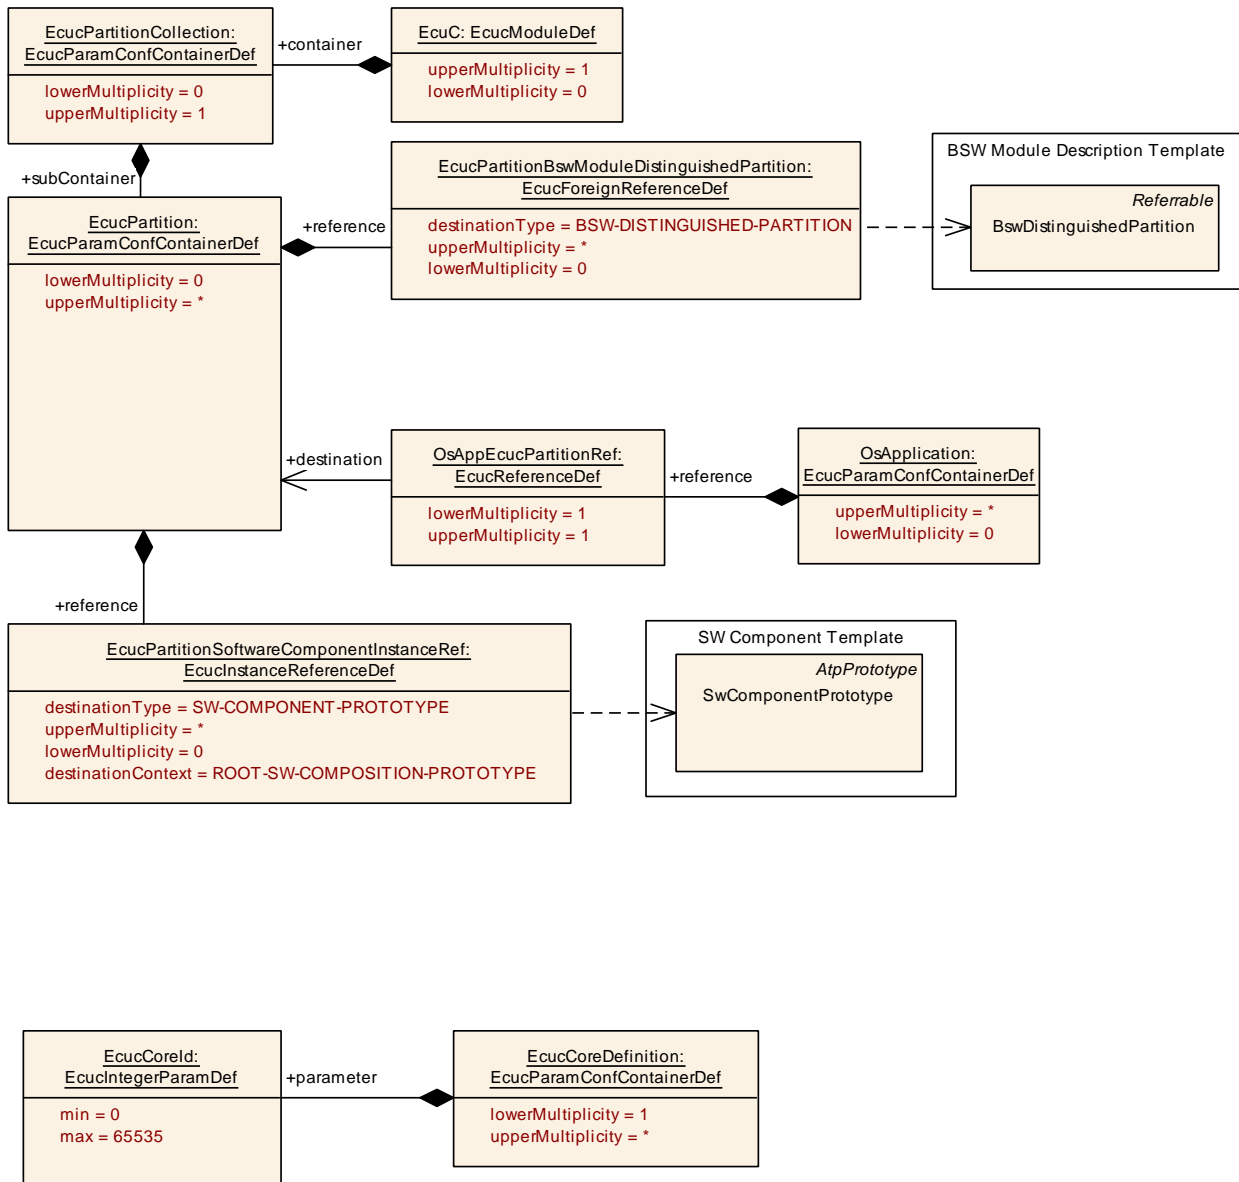 EcucPartitionCollection:
EcucParamConfContainerDef
lowerMultiplicity = 0
upperMultiplicity = 1
+container
EcuC: EcucModuleDef
upperMultiplicity = 1
lowerMultiplicity = 0
+subContainer
EcucPartition:
EcucParamConfContainerDef
lowerMultiplicity = 0
upperMultiplicity = *
+reference
EcucPartitionBswModuleDistinguishedPartition:
EcucForeignReferenceDef
destinationType = BSW-DISTINGUISHED-PARTITION
upperMultiplicity = *
lowerMultiplicity = 0
BSW Module Description Template
Referrable
BswDistinguishedPartition
+destination
OsAppEcucPartitionRef:
EcucReferenceDef
lowerMultiplicity = 1
upperMultiplicity = 1
+reference
OsApplication:
EcucParamConfContainerDef
upperMultiplicity = *
lowerMultiplicity = 0
+reference
EcucPartitionSoftwareComponentInstanceRef:
EcucInstanceReferenceDef
destinationType = SW-COMPONENT-PROTOTYPE
upperMultiplicity = *
lowerMultiplicity = 0
destinationContext = ROOT-SW-COMPOSITION-PROTOTYPE
SW Component Template
AtpPrototype
SwComponentPrototype
EcucCoreId:
EcucIntegerParamDef
min = 0
max = 65535
+parameter
EcucCoreDefinition:
EcucParamConfContainerDef
lowerMultiplicity = 1
upperMultiplicity = *